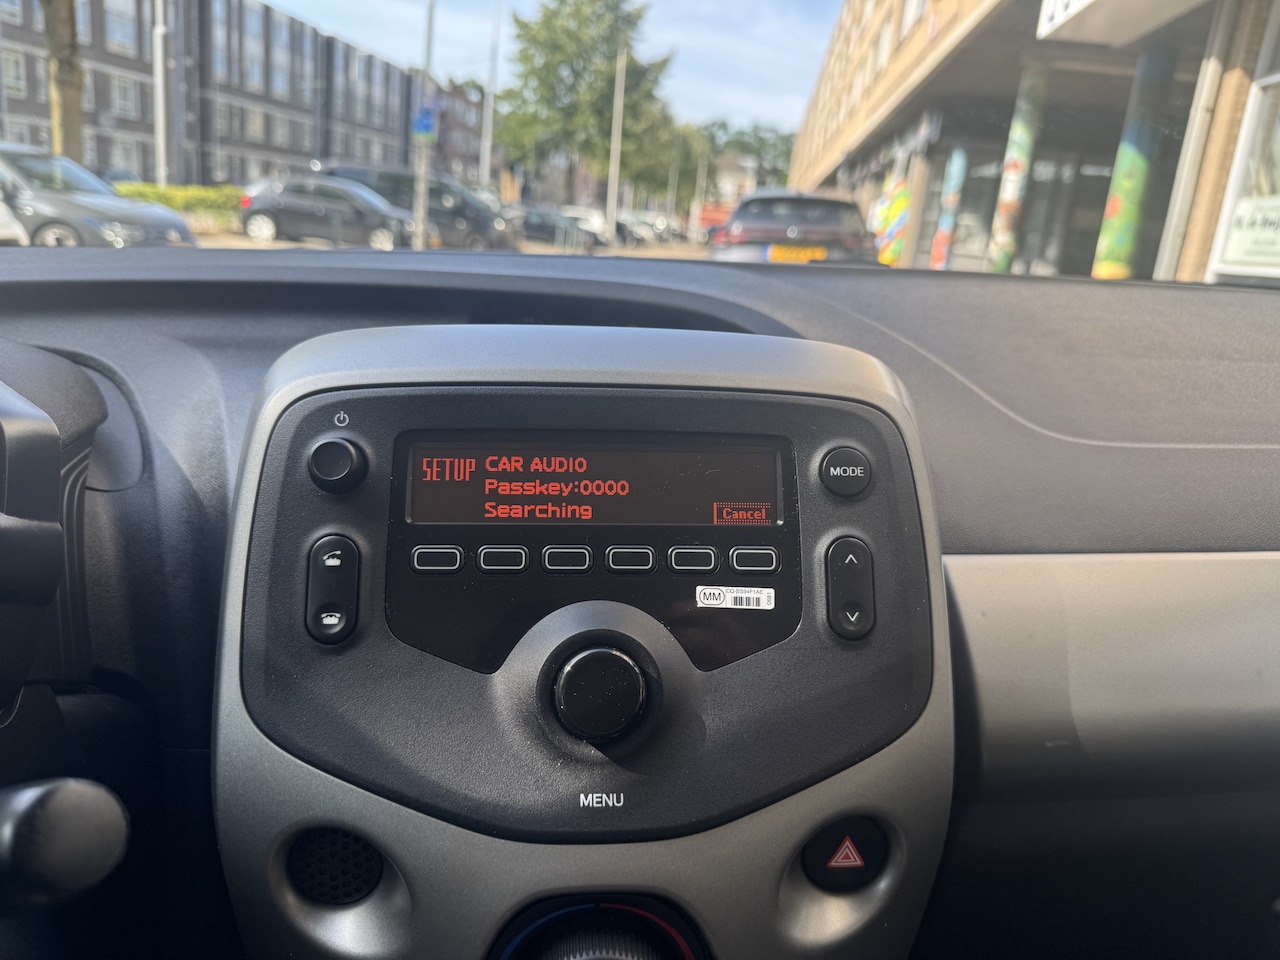 SETUP CAR AUDIO
Passkey:0000
Searching
Cancel
MODE
MM
MENU